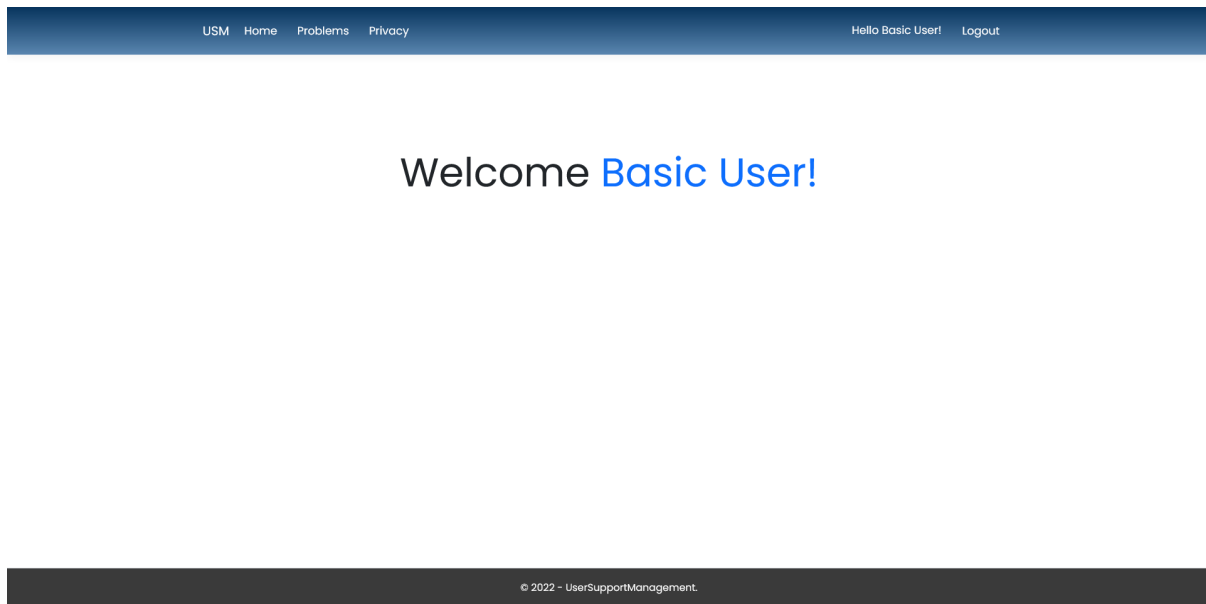 USM Home Problems Privacy Hello Basic User! Logout
Welcome Basic User!
© 2022 - UserSupportManagement.